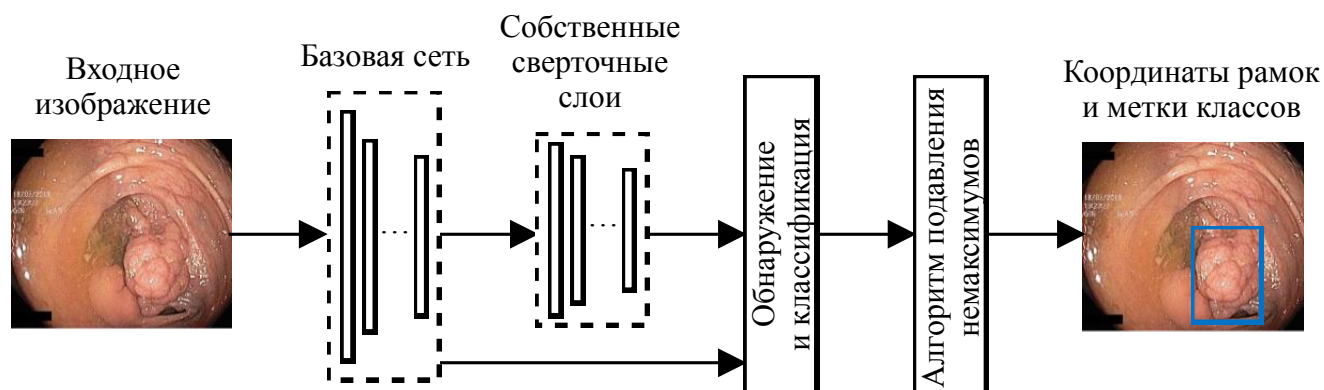 Входное
изображение
Базовая сеть
Собственные
сверточные
слои
Обнаружение
и классификация
Алгоритм подавления
немаксимумов
Координаты рамок
и метки классов